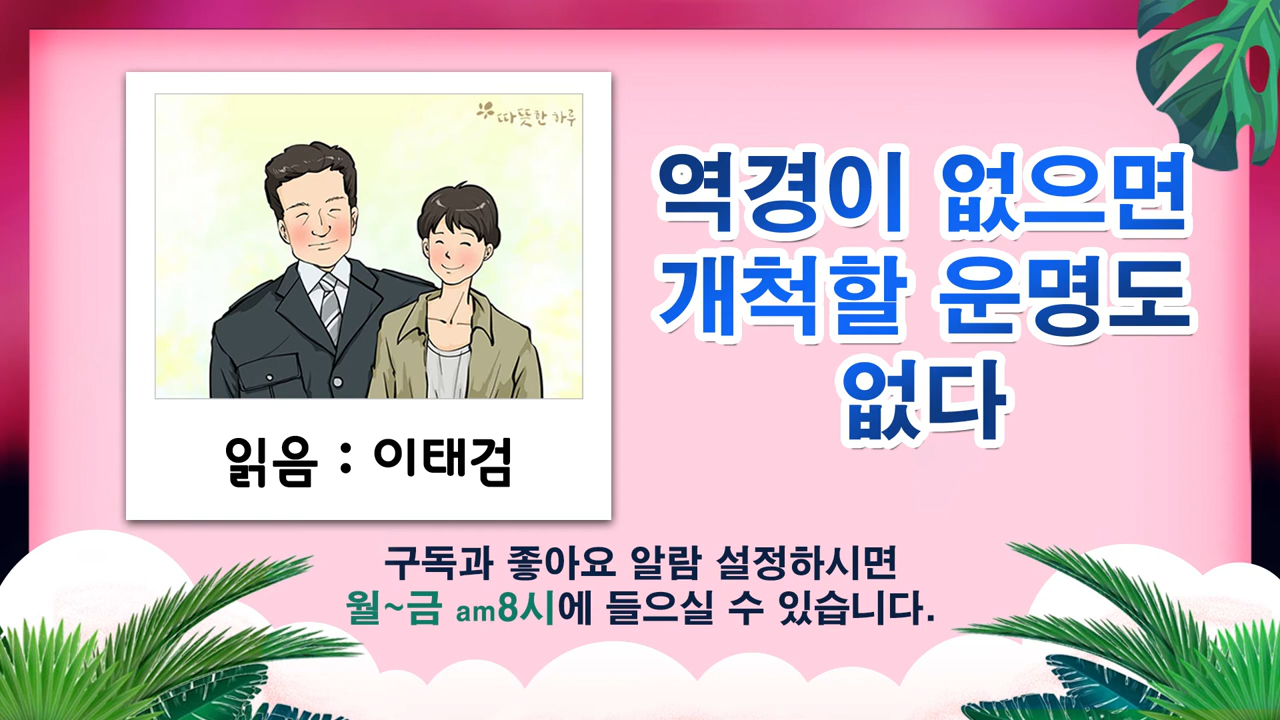 따뜻한 하루
역경이 없으면
개척할 운명도
없다
읽음 : 이태검
구독과 좋아요 알람 설정하시면
월~금 am8시에 들으실 수 있습니다.